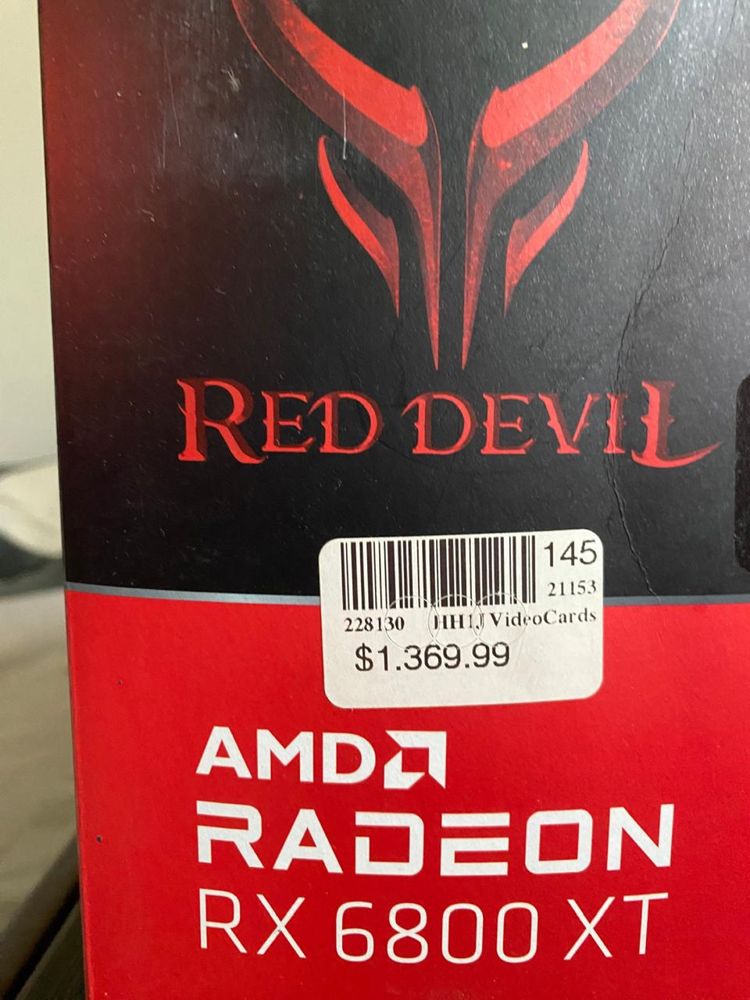 RED DEVIL
145
21153
228130 HH1J VideoCards
$1.369.99
AMD
RADEON
RX 6800 XT